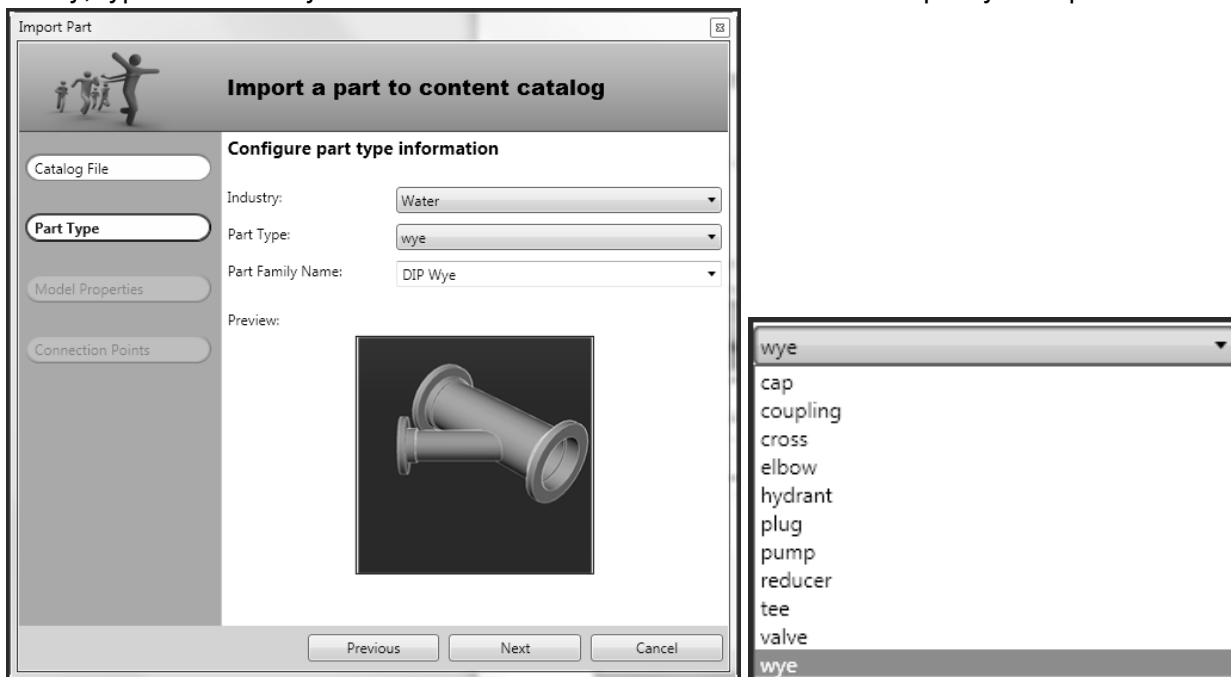 Import Part
Import a part to content catalog
Catalog File
Part Type
Model Properties
Connection Points
Configure part type information
Industry:
Water
Part Type:
wye
Part Family Name:
DIP Wye
Preview:
Previous
Next
Cancel
wye
cap
coupling
cross
elbow
hydrant
plug
pump
reducer
tee
valve
wye